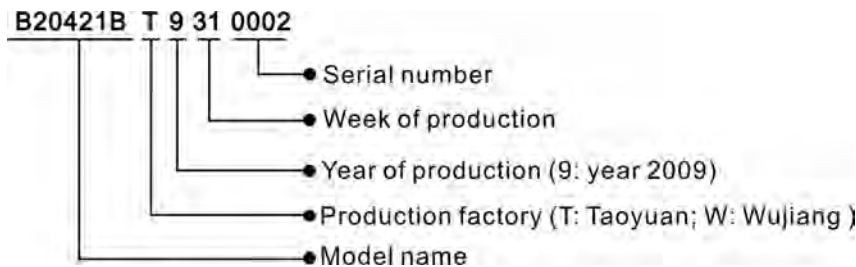 B20421B T 9 31 0002
Serial number
Week of production
Year of production (9: year 2009)
Production factory (T: Taoyuan; W: Wujiang )
Model name